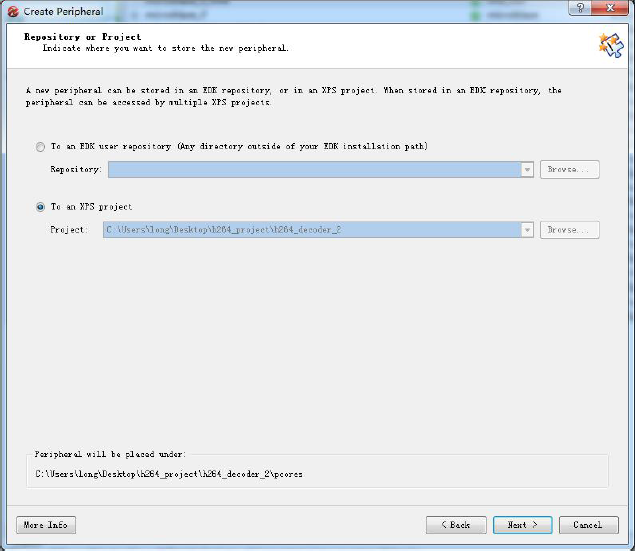 Create Peripheral
Repository or Project
Indicate where you want to store the new peripheral.
A new peripheral can be stored in an EDK repository, or in an XPS project. When stored in an EDK repository, the
peripheral can be accessed by multiple XPS projects.
To an EDK user repository (Any directory outside of your EDK installation path)
Repository:
Browse...
To an XPS project
Project:
C:\Users\long\Desktop\h264_project\h264_decoder_2
Browse...
Peripheral will be placed under:
C:\Users\long\Desktop\h264_project\h264_decoder_2\pcores
More Info
< Back
Next >
Cancel